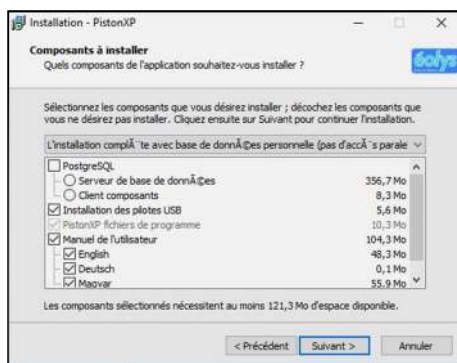 Installation - PistonXP
Composants à installer
Quels composants de l'application souhaitez-vous installer ?
éolys
Sélectionnez les composants que vous désirez installer ; décochez les composants que
vous ne désirez pas installer. Cliquez ensuite sur Suivant pour continuer l'installation.
L'installation complÃ¨te avec base de donnÃ©es personelle (pas d'accÃ¨s paraie
PostgreSQL
Serveur de base de donnÃ©es 356,7 Mo
Client composants 8,3 Mo
Installation des pilotes USB 5,6 Mo
PistonXP fichiers de programme 10,3 Mo
Manuel de l'utilisateur 104,3 Mo
English 48,3 Mo
Deutsch 0,1 Mo
Magyar 55,9 Mo
Les composants sélectionnés nécessitent au moins 121,3 Mo d'espace disponible.
< Précédent Suivant > Annuler